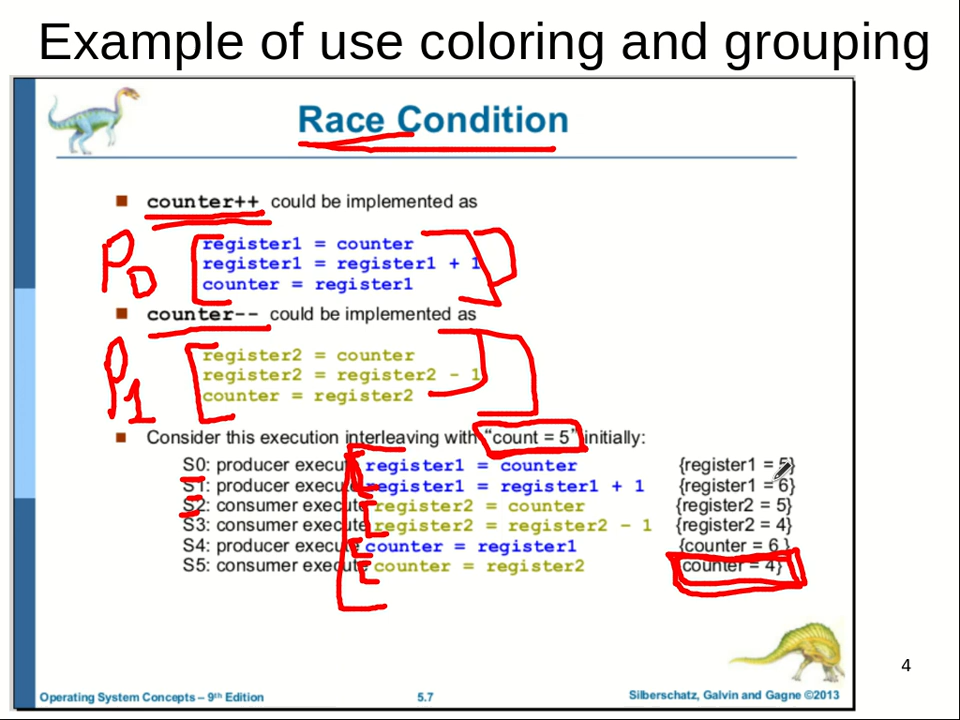 Example of use coloring and grouping
Race Condition
counter++ could be implemented as
P0
register1 = counter
register1 = register1 + 1
counter = register1
counter-- could be implemented as
P1
register2 = counter
register2 = register2 - 1
counter = register2
Consider this execution interleaving with “count = 5” initially:
S0: producer execute register1 = counter {register1 = 5}
S1: producer execute register1 = register1 + 1 {register1 = 6}
S2: consumer execute register2 = counter {register2 = 5}
S3: consumer execute register2 = register2 - 1 {register2 = 4}
S4: producer execute counter = register1 {counter = 6 }
S5: consumer execute counter = register2 {counter = 4}
4
Operating System Concepts – 9th Edition 5.7 Silberschatz, Galvin and Gagne ©2013